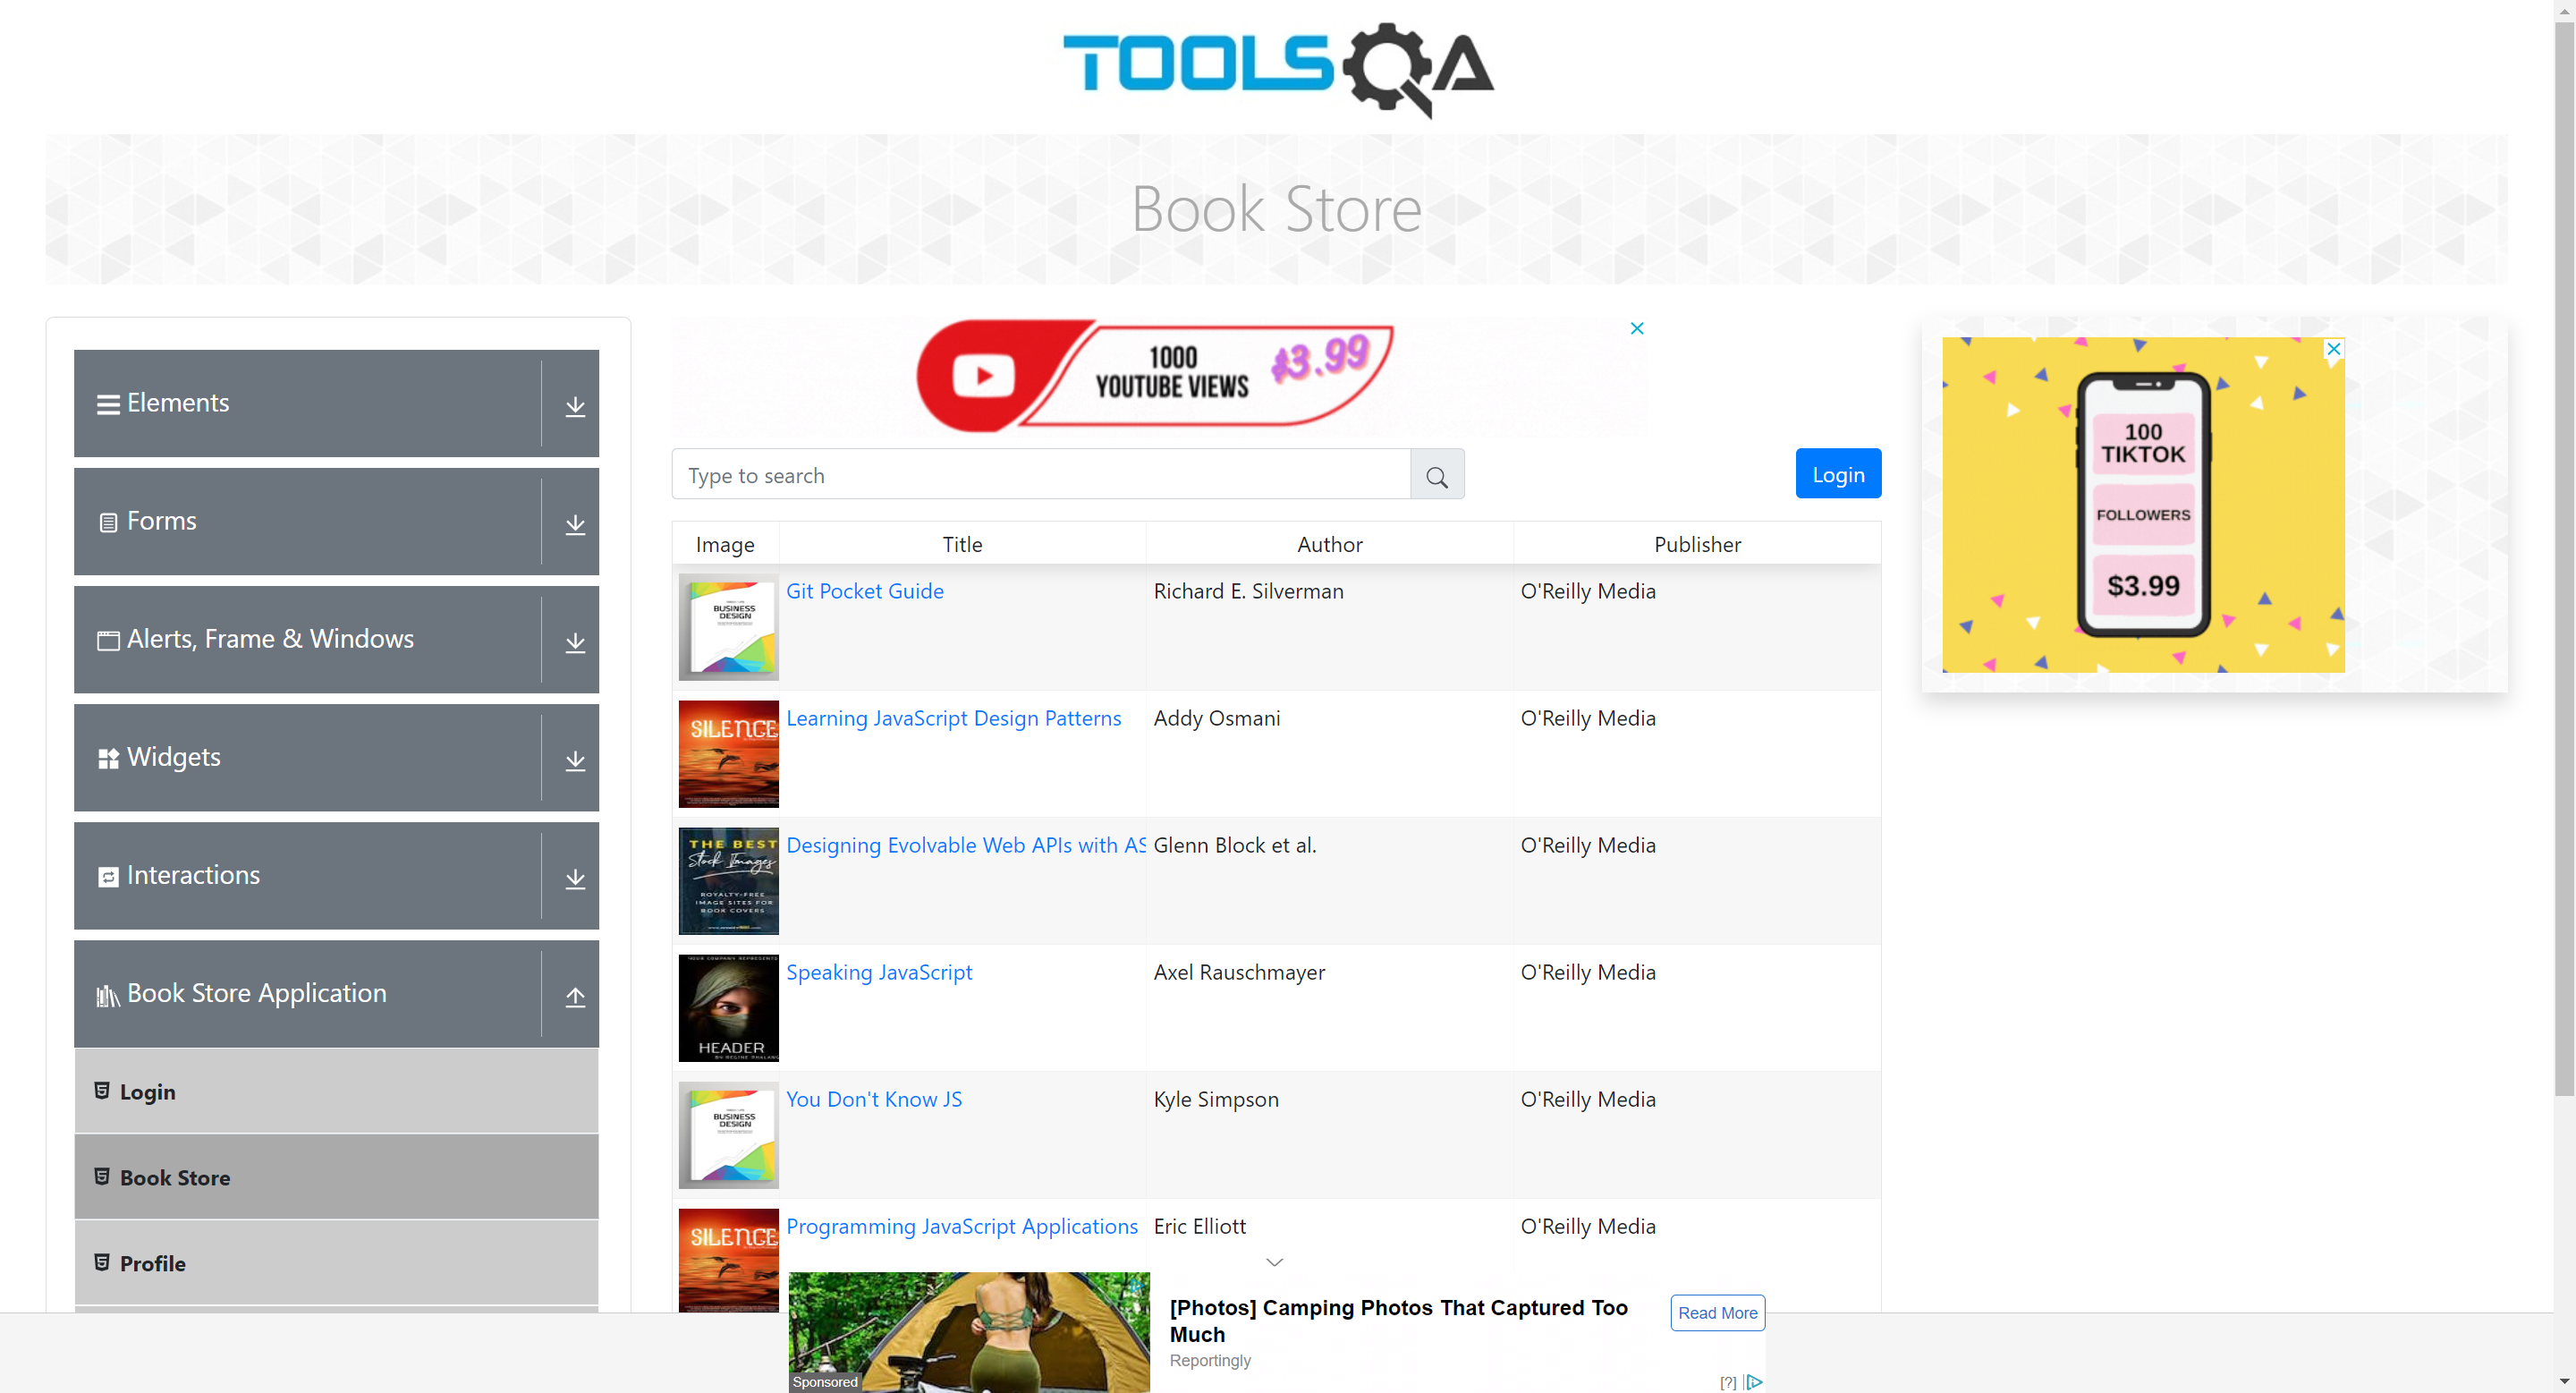 TOOLSQA
Book Store
Elements
Forms
Alerts, Frame & Windows
Widgets
Interactions
Book Store Application
Login
Book Store
Profile
1000
YOUTUBE VIEWS
$3.99
Type to search
Login
Image Title Author Publisher
BUSINESS
DESIGN
Git Pocket Guide Richard E. Silverman O'Reilly Media
SILENCE
Learning JavaScript Design Patterns Addy Osmani O'Reilly Media
THE BEST
Stock Images
ROYALTY-FREE
IMAGE SITES FOR
BOOK COVERS
Designing Evolvable Web APIs with AS Glenn Block et al. O'Reilly Media
YOUR COMPANY REPRESENTS
HEADER
Speaking JavaScript Axel Rauschmayer O'Reilly Media
BUSINESS
DESIGN
You Don't Know JS Kyle Simpson O'Reilly Media
SILENCE
Programming JavaScript Applications Eric Elliott O'Reilly Media
100
TIKTOK
FOLLOWERS
$3.99
[Photos] Camping Photos That Captured Too
Much
Reportingly
Read More
Sponsored
[?]